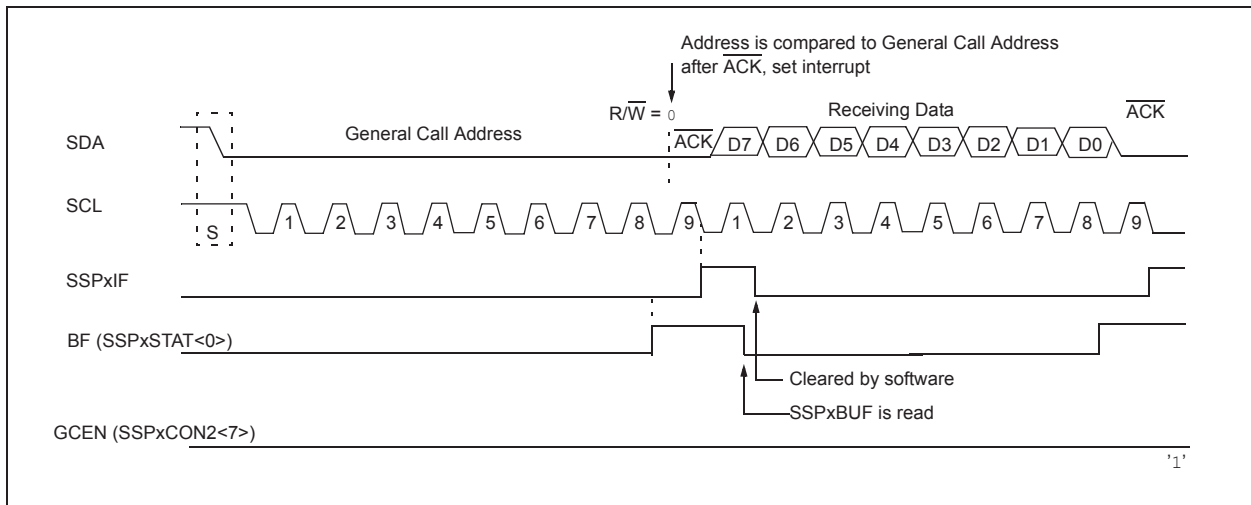 Address is compared to General Call Address
after ACK, set interrupt
R/W = 0
Receiving Data
ACK
SDA
General Call Address
ACK D7 D6 D5 D4 D3 D2 D1 D0
SCL
S
1 2 3 4 5 6 7 8 9 1 2 3 4 5 6 7 8 9
SSPxIF
BF (SSPxSTAT<0>)
Cleared by software
SSPxBUF is read
GCEN (SSPxCON2<7>)
'1'